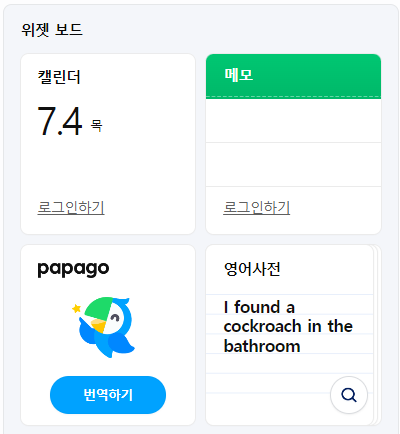 위젯 보드
캘린더
7.4 목
로그인하기
메모
로그인하기
papago
번역하기
영어사전
I found a
cockroach in the
bathroom